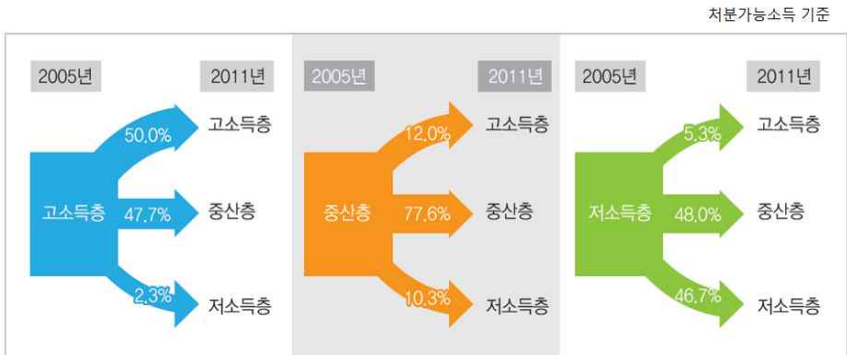 처분가능소득 기준
2005년 2011년 2005년 2011년 2005년 2011년
50.0% 고소득층 12.0% 고소득층 5.3% 고소득층
고소득층 47.7% 중산층 중산층 77.6% 중산층 저소득층 48.0% 중산층
2.3% 저소득층 10.3% 저소득층 46.7% 저소득층